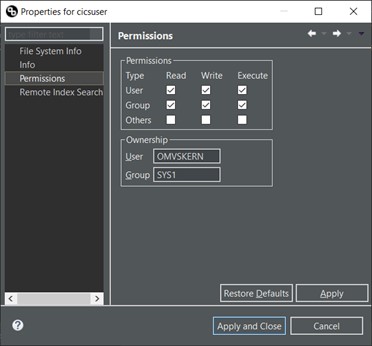 Properties for cicsuser
type filter text
File System Info
Info
Permissions
Remote Index Search
Permissions
Permissions
Type Read Write Execute
User
Group
Others
Ownership
User OMVSKERN
Group SYS1
Restore Defaults Apply
? Apply and Close Cancel